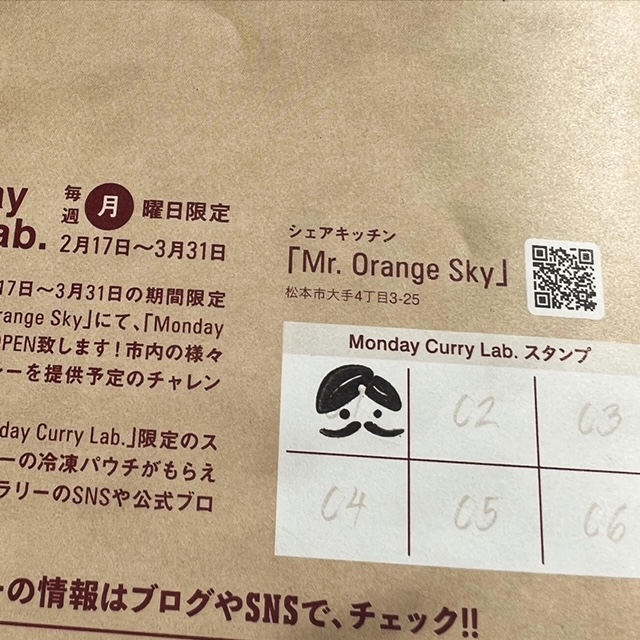 ay
ab.
毎週月曜日限定
2月17日〜3月31日
17日〜3月31日の期間限定
range Sky」にて、「Monday
PEN致します!市内の様々
ーを提供予定のチャレン
day Curry Lab.」限定のス
ーの冷凍パウチがもらえ
ラリーのSNSや公式ブロ
シェアキッチン
「Mr. Orange Sky」
松本市大手4丁目3-25
Monday Curry Lab. スタンプ
C2 C3
C4 C5 C6
ーの情報はブログやSNSで、チェック!!